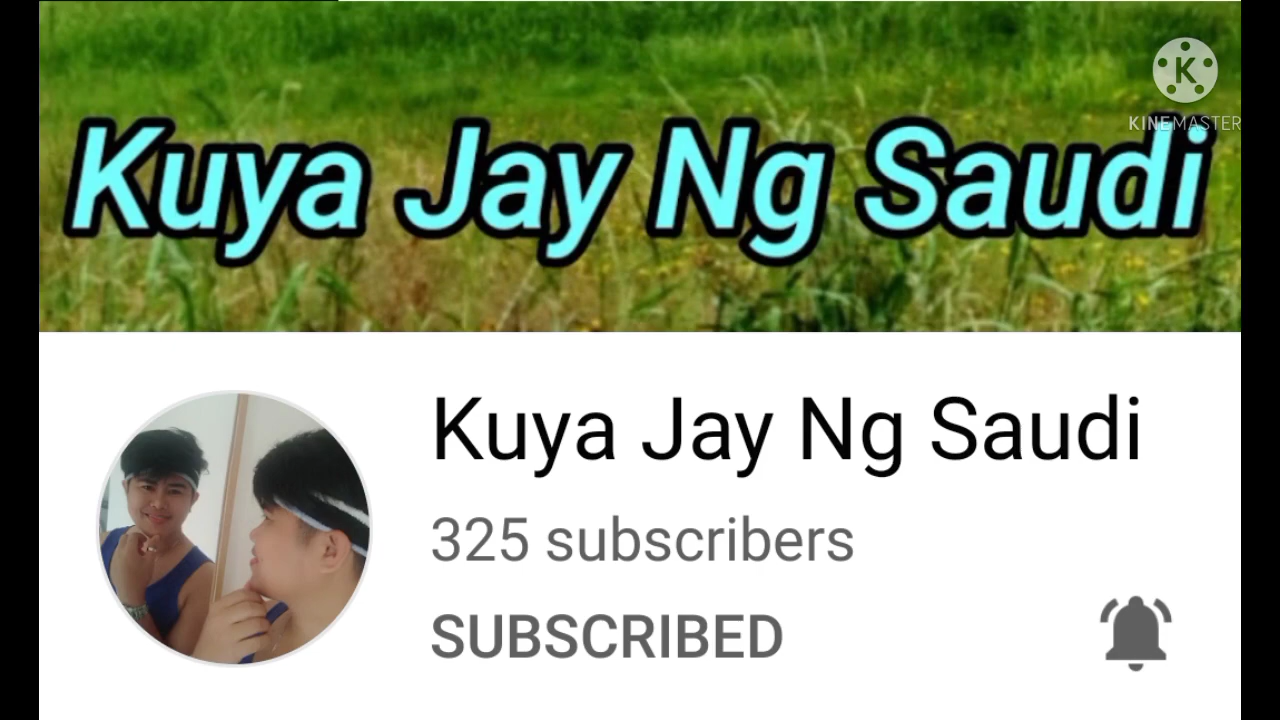 K
KINEMASTER
Kuya Jay Ng Saudi
Kuya Jay Ng Saudi
325 subscribers
SUBSCRIBED